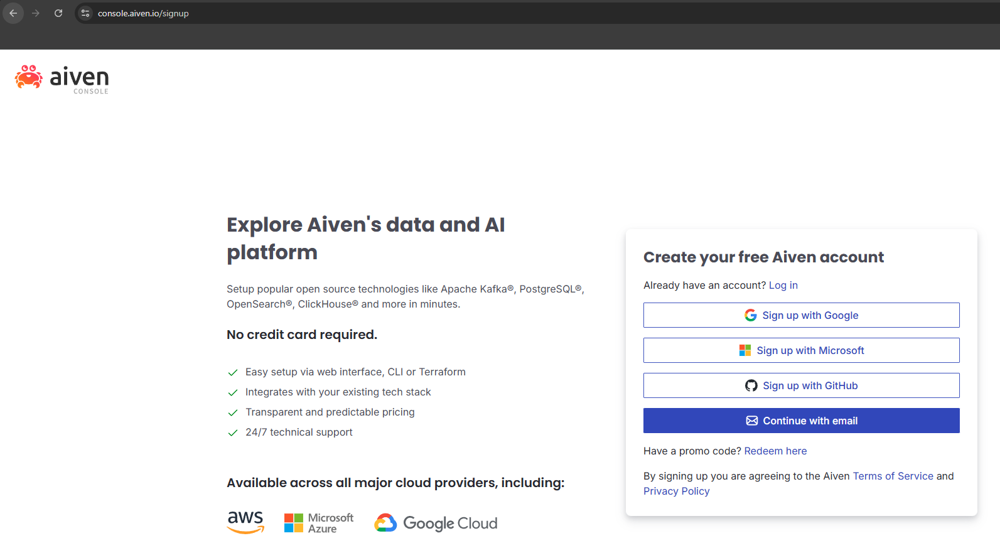 console.aiven.io/signup
aiven
CONSOLE
Explore Aiven's data and AI
platform
Setup popular open source technologies like Apache Kafka®, PostgreSQL®,
OpenSearch®, ClickHouse® and more in minutes.
No credit card required.
Easy setup via web interface, CLI or Terraform
Integrates with your existing tech stack
Transparent and predictable pricing
24/7 technical support
Available across all major cloud providers, including:
aws
Microsoft
Azure
Google Cloud
Create your free Aiven account
Already have an account? Log in
Sign up with Google
Sign up with Microsoft
Sign up with GitHub
Continue with email
Have a promo code? Redeem here
By signing up you are agreeing to the Aiven Terms of Service and
Privacy Policy